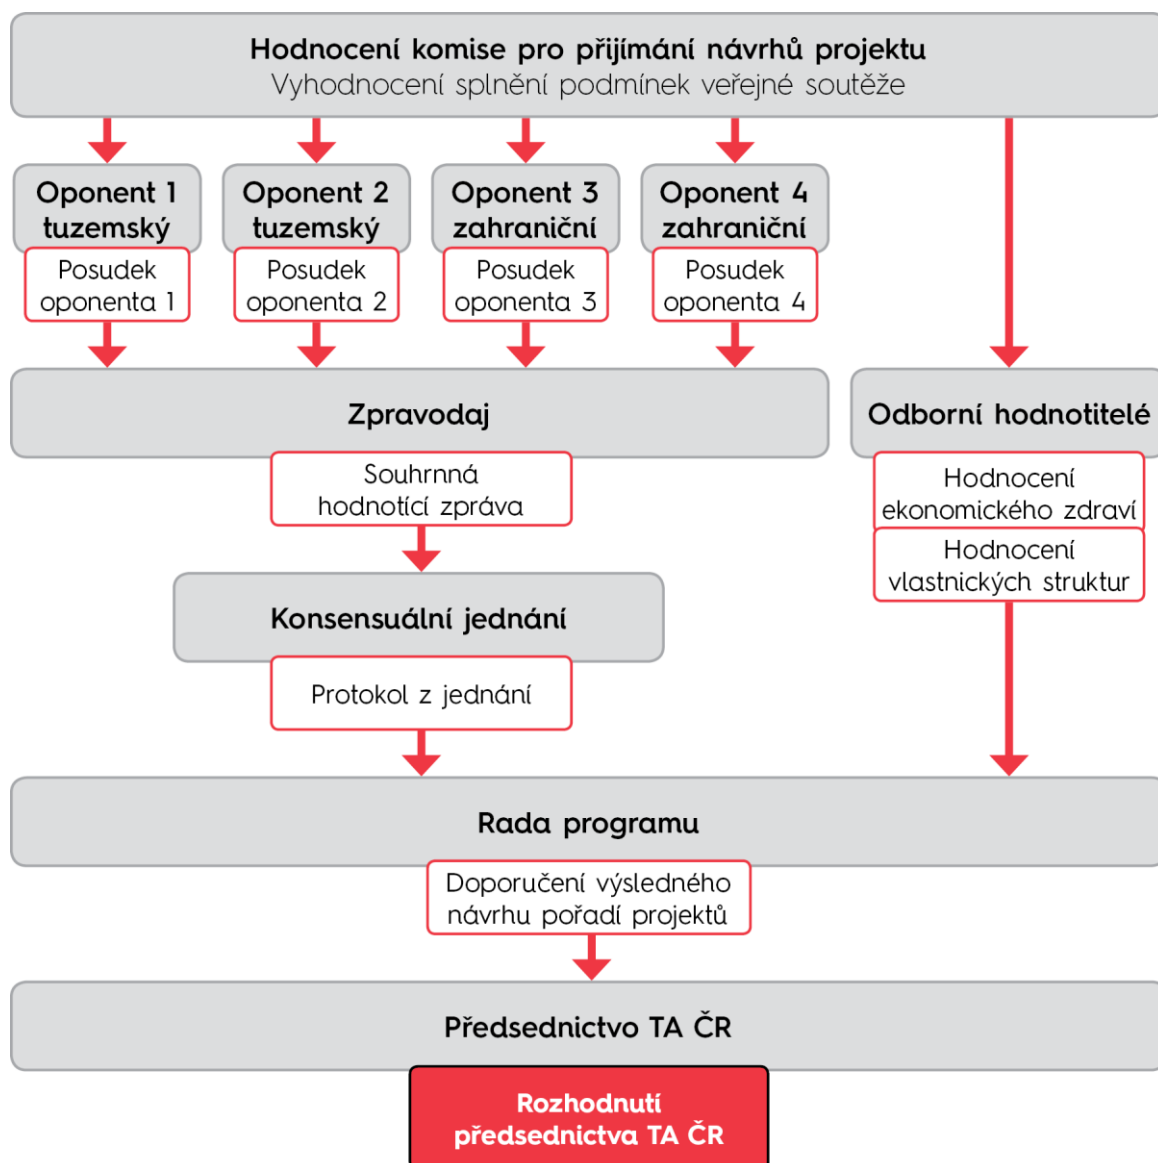 Hodnocení komise pro přijímání návrhů projektu
Vyhodnocení splnění podmínek veřejné soutěže
Oponent 1
tuzemský
Posudek
oponenta 1
Oponent 2
tuzemský
Posudek
oponenta 2
Oponent 3
zahraniční
Posudek
oponenta 3
Oponent 4
zahraniční
Posudek
oponenta 4
Zpravodaj
Souhrnná
hodnotící zpráva
Odborní hodnotitelé
Hodnocení
ekonomického zdraví
Hodnocení
vlastnických struktur
Konsensuální jednání
Protokol z jednání
Rada programu
Doporučení výsledného
návrhu pořadí projektů
Předsednictvo TA ČR
Rozhodnutí
předsednictva TA ČR